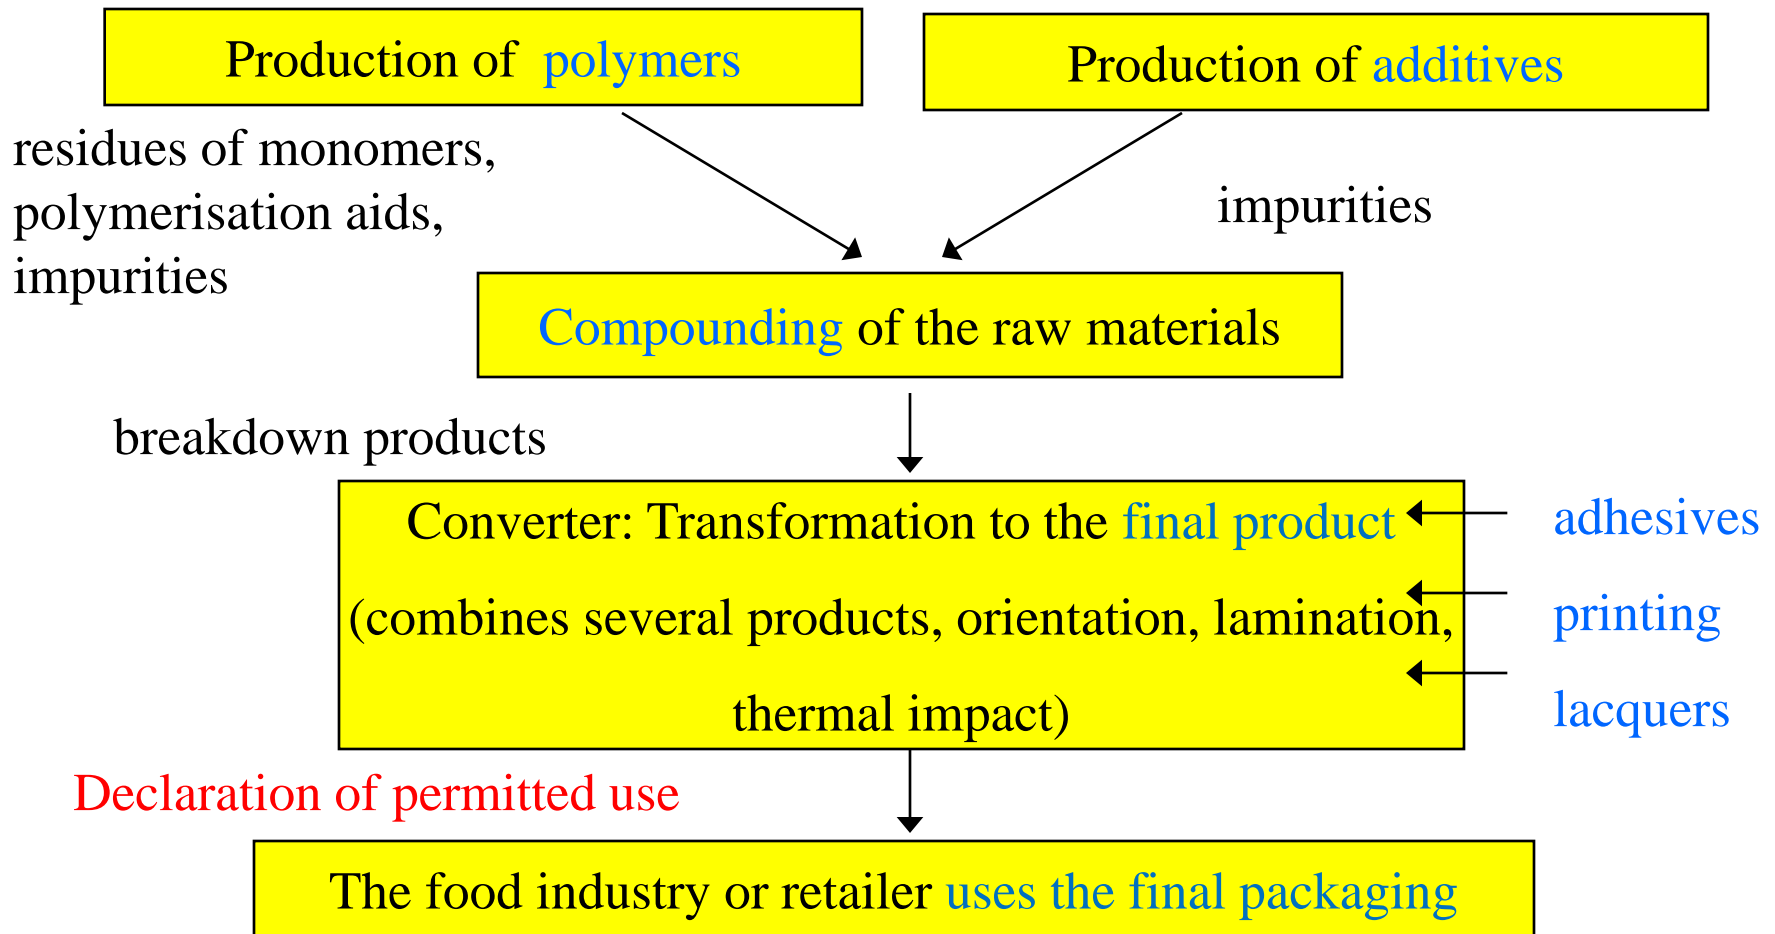 Production of polymers
Production of additives
residues of monomers,
polymerisation aids,
impurities
impurities
Compounding of the raw materials
breakdown products
Converter: Transformation to the final product
(combines several products, orientation, lamination,
thermal impact)
adhesives
printing
lacquers
Declaration of permitted use
The food industry or retailer uses the final packaging